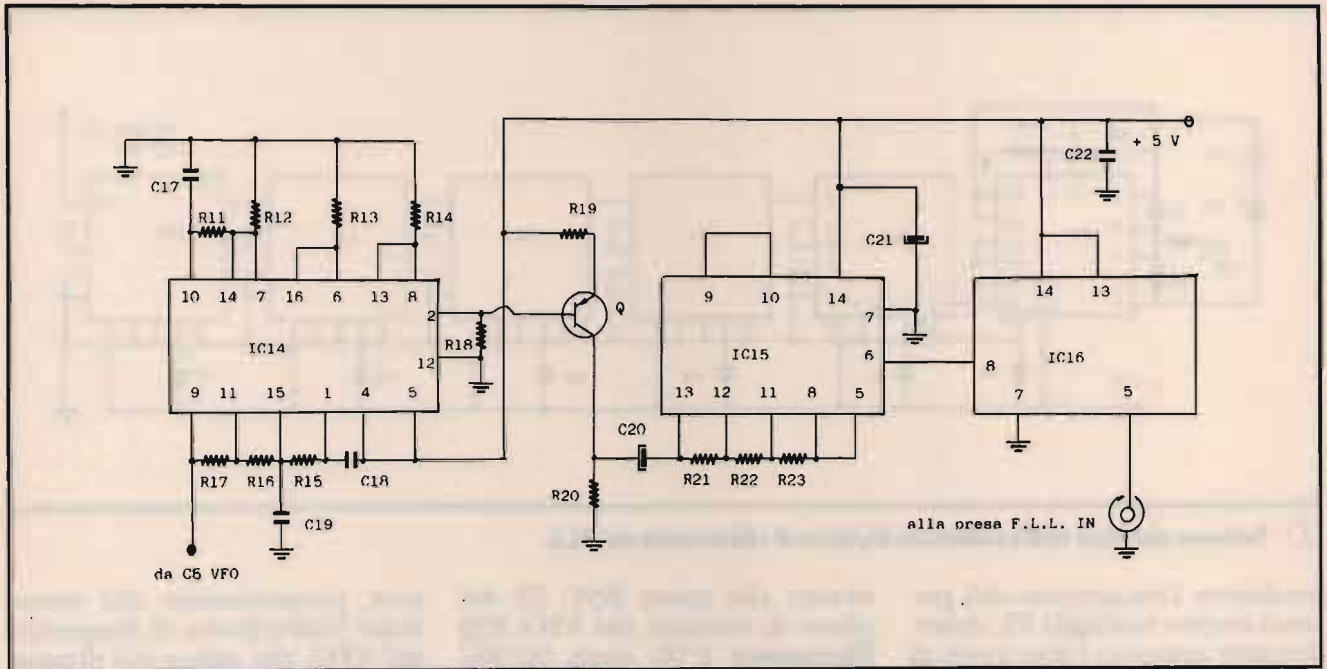 + 5 V
C17
R11
R12
R13
R14
R19
C21
C22
10 14 7 16 6 13 8
2
12
IC14
R18
Q
9 10 14
7
6
IC15
14 13
8
IC16
7 5
9 11 15 1 4 5
13 12 11 8 5
R17 R16 R15 C18
C19
C20
R20
R21 R22 R23
alla presa F.L.L. IN
da C5 VFO